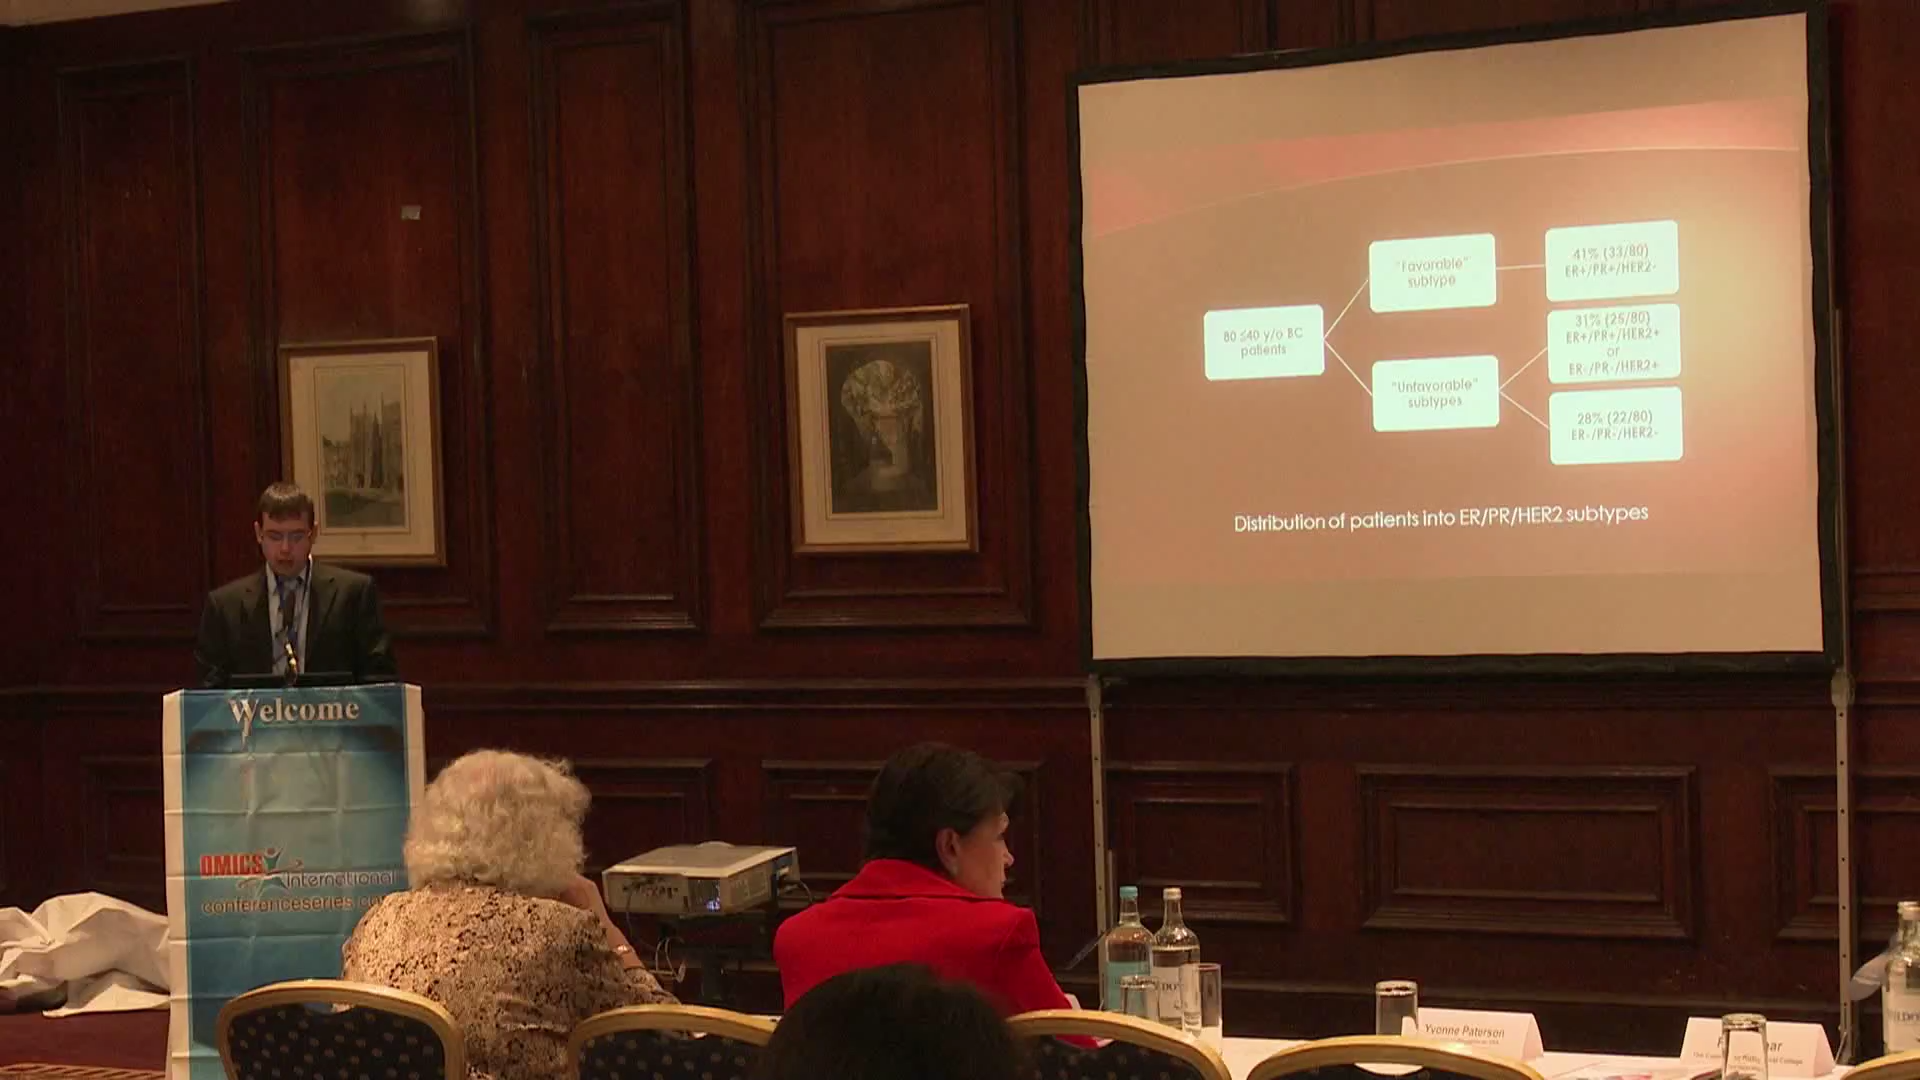 80 ≤40 y/o BC
patients
"Favorable"
subtype
"Unfavorable"
subtypes
41% (33/80)
ER+/PR+/HER2-
31% (25/80)
ER+/PR+/HER2+
or
ER-/PR-/HER2+
28% (22/80)
ER-/PR-/HER2-
Distribution of patients into ER/PR/HER2 subtypes
Welcome
OMICS
International
conferenceseries
Yvonne Paterson